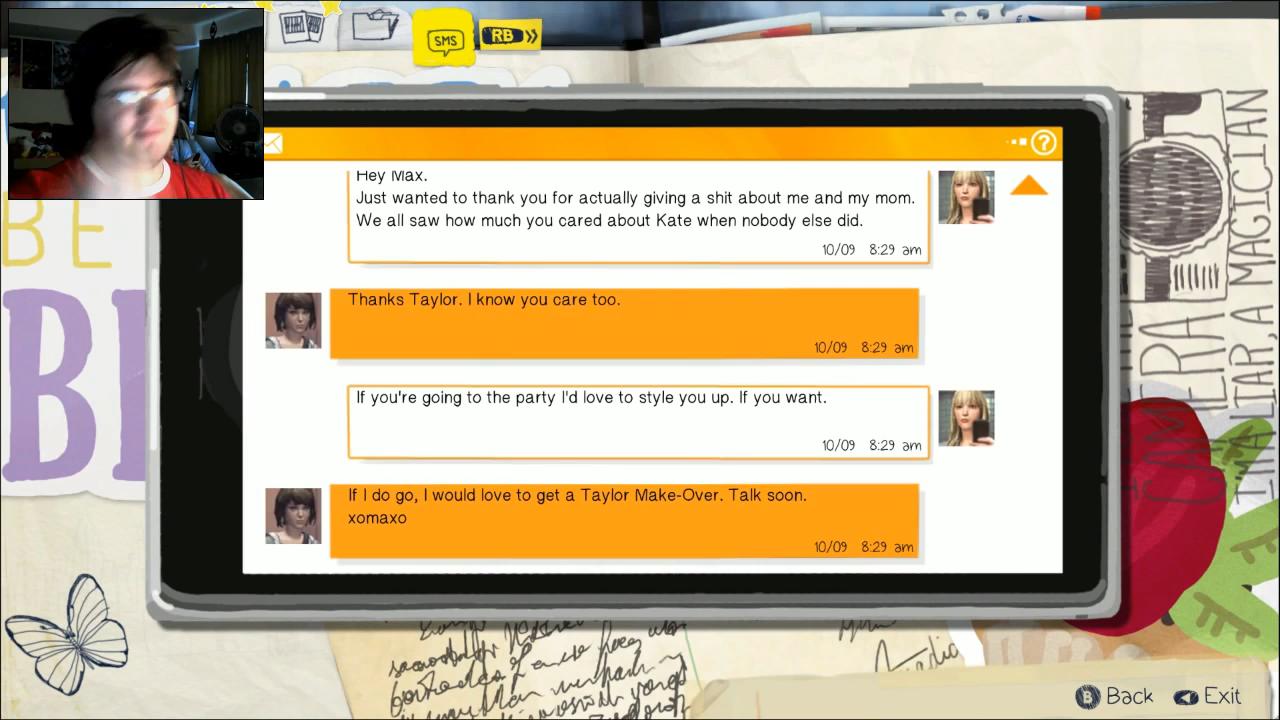 SMS
RB
?
Hey Max.
Just wanted to thank you for actually giving a shit about me and my mom.
We all saw how much you cared about Kate when nobody else did.
10/09 8:29 am
Thanks Taylor. I know you care too.
10/09 8:29 am
If you're going to the party I'd love to style you up. If you want.
10/09 8:29 am
If I do go, I would love to get a Taylor Make-Over. Talk soon.
xomaxo
10/09 8:29 am
BE
A MAGICIAN
B Back
Exit